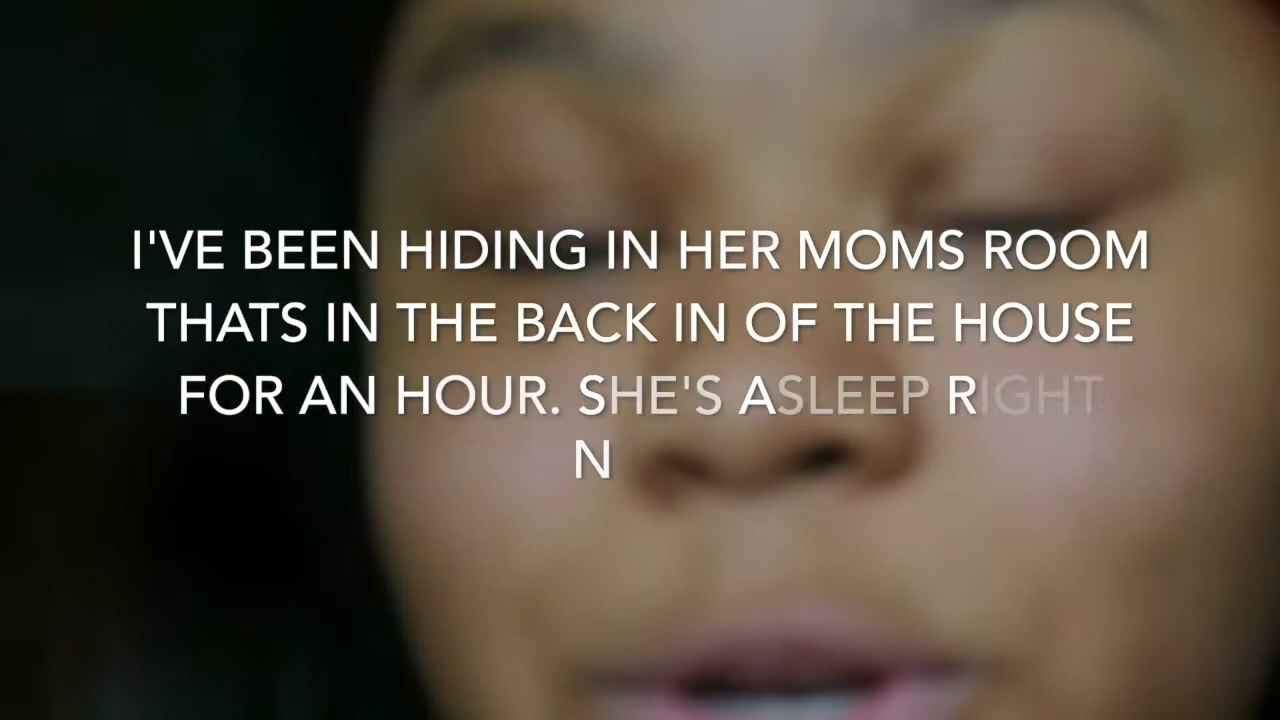 I'VE BEEN HIDING IN HER MOMS ROOM
THATS IN THE BACK IN OF THE HOUSE
FOR AN HOUR. SHE'S ASLEEP RIGHT
N